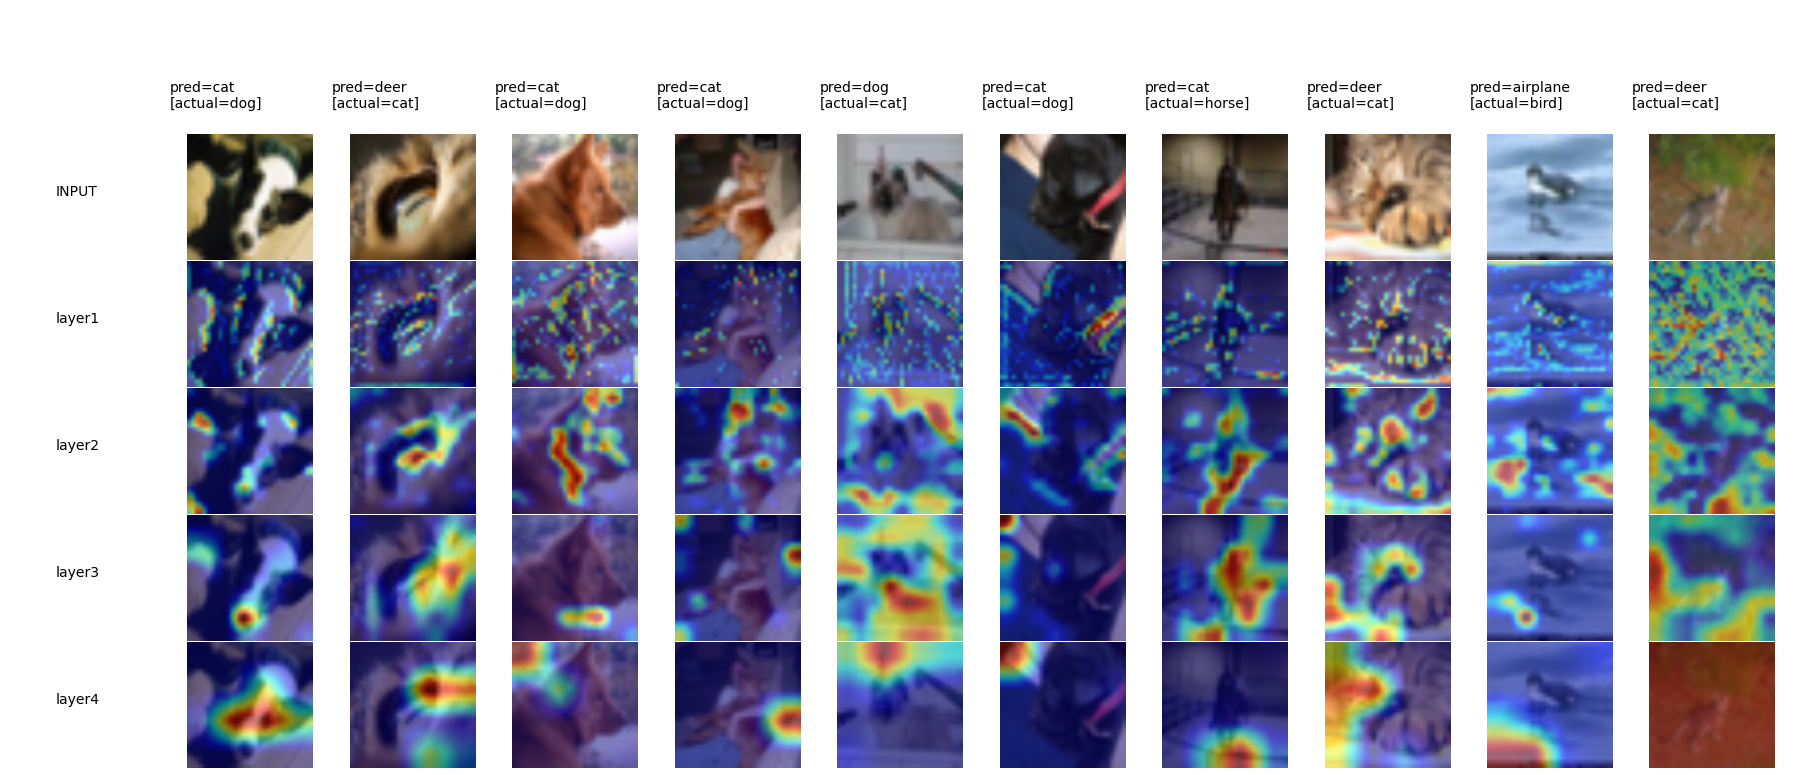 pred=cat
[actual=dog]
pred=deer
[actual=cat]
pred=cat
[actual=dog]
pred=cat
[actual=dog]
pred=dog
[actual=cat]
pred=cat
[actual=dog]
pred=cat
[actual=horse]
pred=deer
[actual=cat]
pred=airplane
[actual=bird]
pred=deer
[actual=cat]
INPUT
layer1
layer2
layer3
layer4